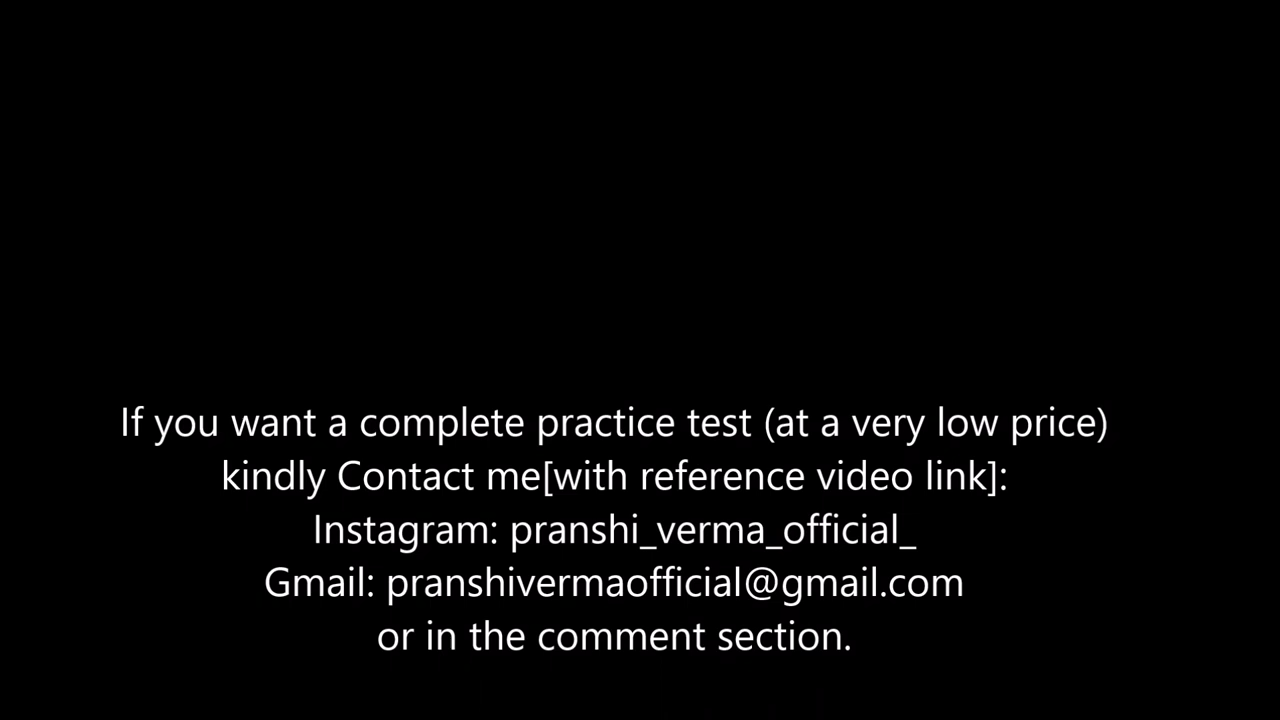 If you want a complete practice test (at a very low price)
kindly Contact me[with reference video link]:
Instagram: pranshi_verma_official_
Gmail: pranshivermaofficial@gmail.com
or in the comment section.